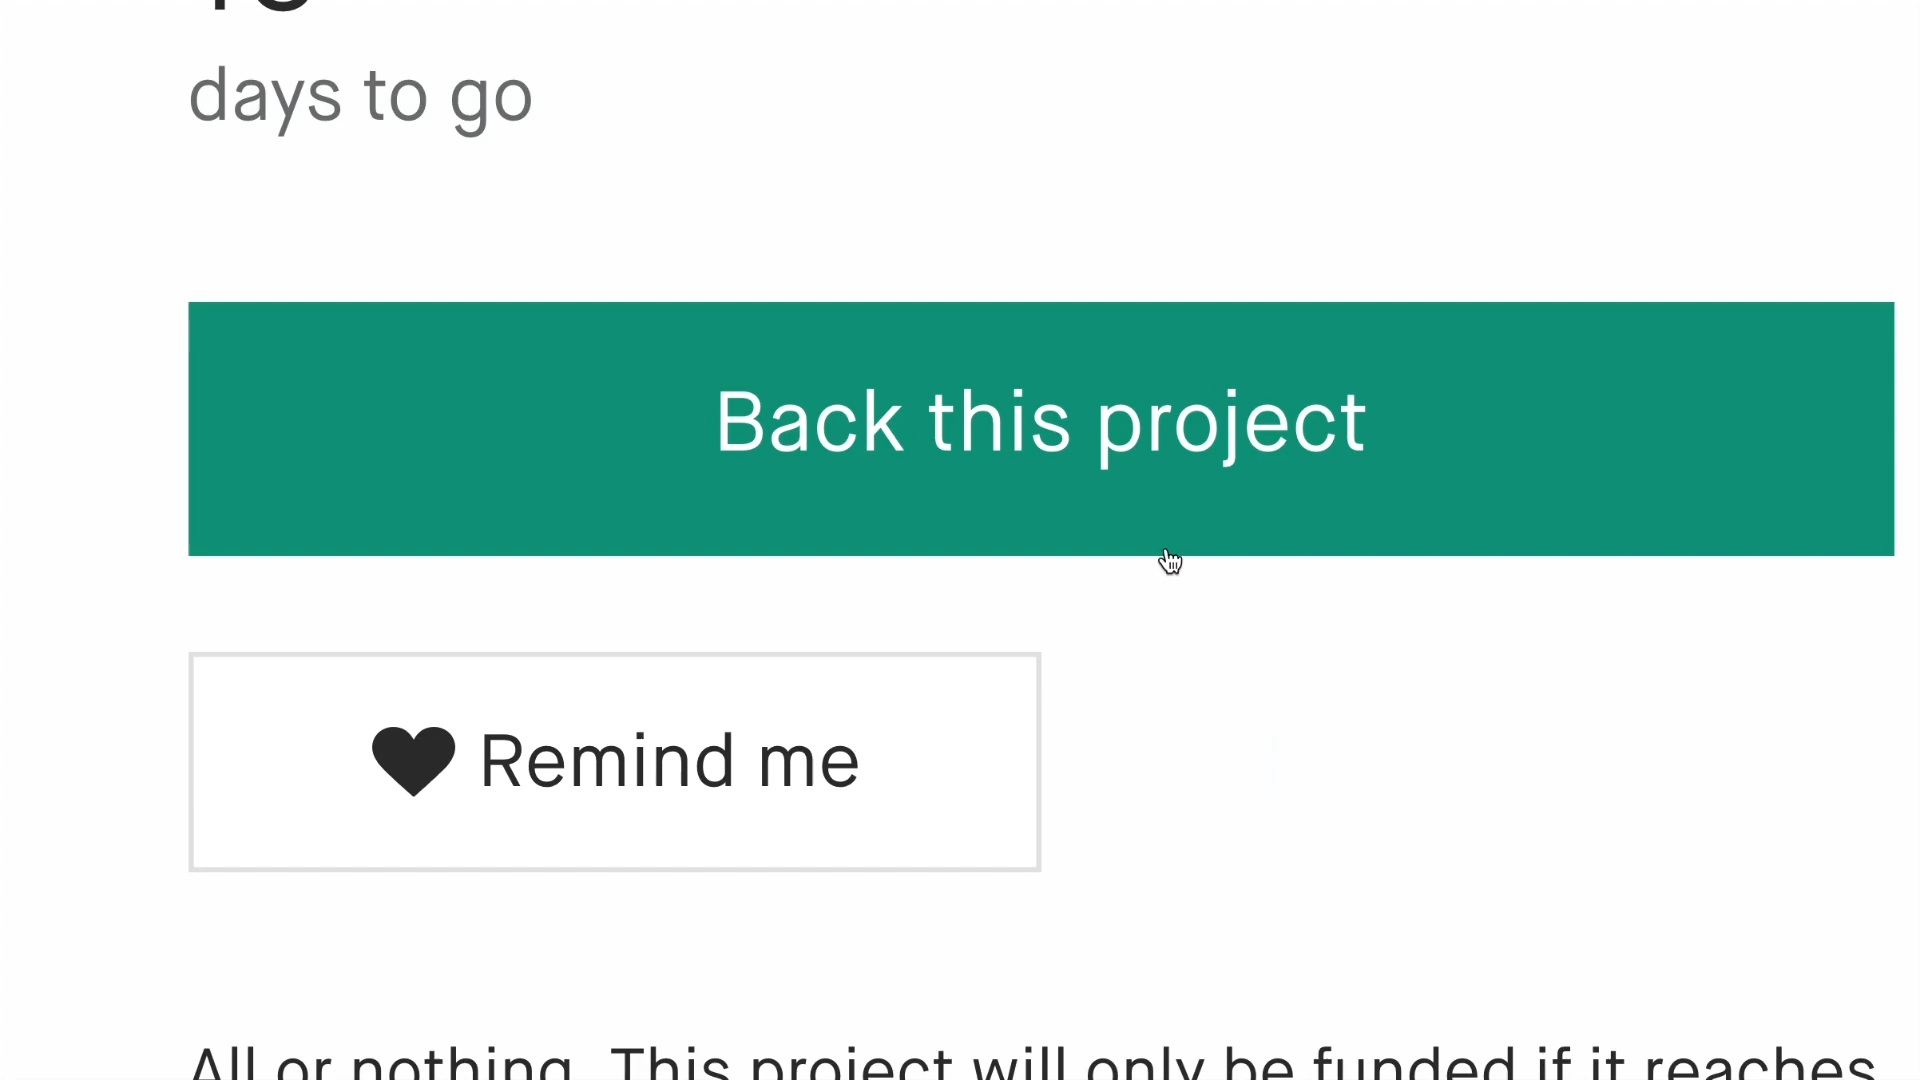 days to go
Back this project
Remind me
All or nothing. This project will only be funded if it reaches